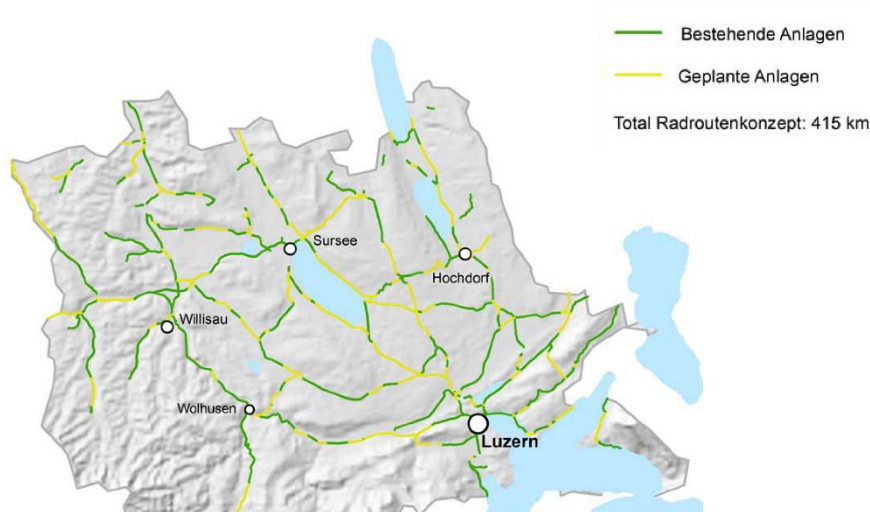 Bestehende Anlagen
Geplante Anlagen
Total Radroutenkonzept: 415 km
Sursee
Hochdorf
Willisau
Wolhusen
Luzern